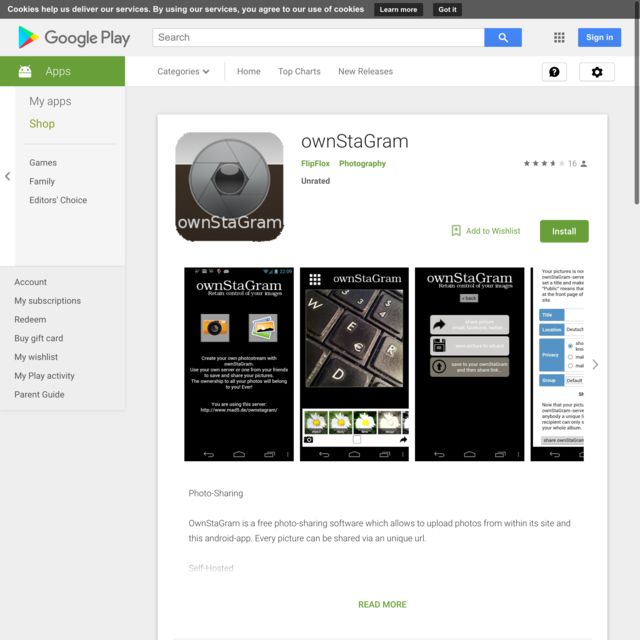 Cookies help us deliver our services. By using our services, you agree to our use of cookies Learn more Got it
Google Play
Search
Sign in
Apps
Categories Home Top Charts New Releases
My apps
Shop
Games
Family
Editors' Choice
Account
My subscriptions
Redeem
Buy gift card
My wishlist
My Play activity
Parent Guide
ownStaGram
ownStaGram
FlipFlox Photography
16
Unrated
Add to Wishlist
Install
22:09
ownStaGram
Retain control of your images
Create your own photostream with
ownStaGram.
Use your own server or one from your friends
to save and share your pictures.
The ownership to all your photos will belong
to you! Ever!
You are using this server:
http://www.mad5.de/ownstagram/
ownStaGram
W
E
R
D
ownStaGram
Retain control of your images
< back
share picture
email, facebook, twitter,
save picture to sdcard
save to your ownStaGram
and then share link...
Your pictures is no
ownStaGram-serve
set a title and make
"Public" means tha
at the front page of
site.
Title
Location Deutsch
Privacy
Group Default
Now that your pictu
ownStaGram-serve
anybody a unique li
recipient can only s
your whole album.
share ownStaGram
Photo-Sharing
OwnStaGram is a free photo-sharing software which allows to upload photos from within its site and
this android-app. Every picture can be shared via an unique url.
Self-Hosted
READ MORE